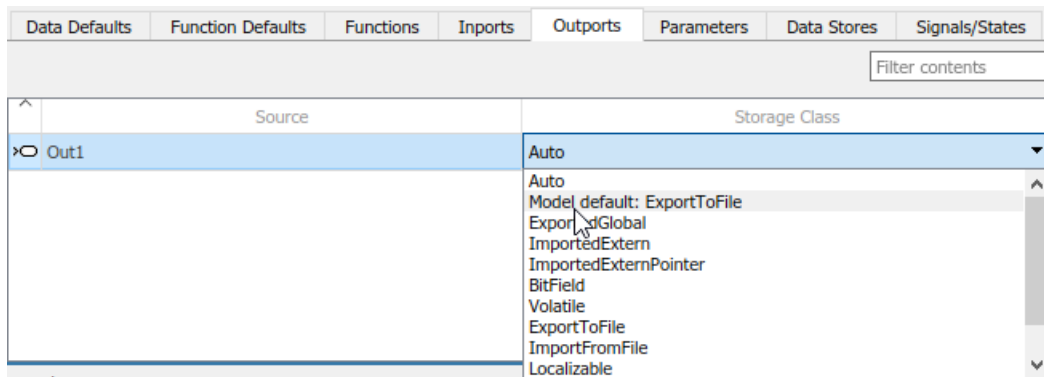 Data Defaults Function Defaults Functions Inports Outports Parameters Data Stores Signals/States
Filter contents
Source Storage Class
Out1 Auto
Auto
Model default: ExportToFile
ExportedGlobal
ImportedExtern
ImportedExternPointer
BitField
Volatile
ExportToFile
ImportFromFile
Localizable